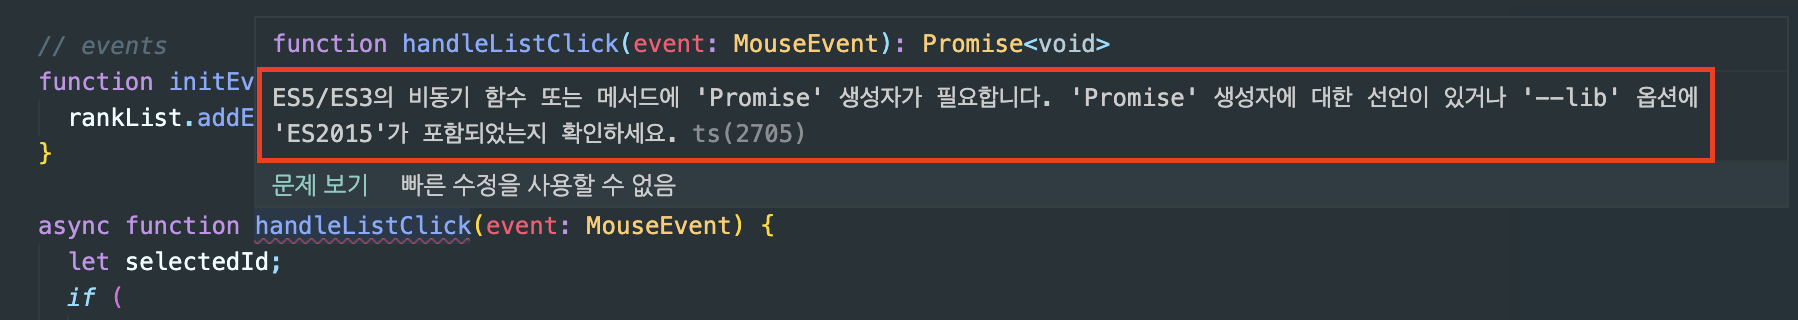 // events
function handleListClick(event: MouseEvent): Promise<void>
function initEv
ES5/ES3의 비동기 함수 또는 메서드에 'Promise' 생성자가 필요합니다. 'Promise' 생성자에 대한 선언이 있거나 '--lib' 옵션에
rankList.addE
'ES2015'가 포함되었는지 확인하세요. ts(2705)
}
문제 보기 빠른 수정을 사용할 수 없음
async function handleListClick(event: MouseEvent) {
let selectedId;
if (